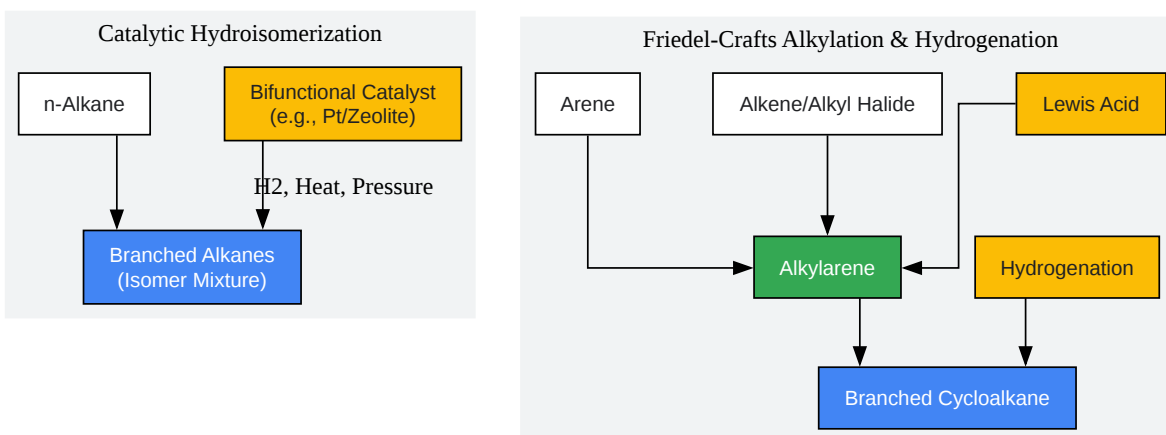 Catalytic Hydroisomerization
n-Alkane
Bifunctional Catalyst
(e.g., Pt/Zeolite)
H2, Heat, Pressure
Branched Alkanes
(Isomer Mixture)
Friedel-Crafts Alkylation & Hydrogenation
Arene
Alkene/Alkyl Halide
Lewis Acid
Alkylarene
Hydrogenation
Branched Cycloalkane